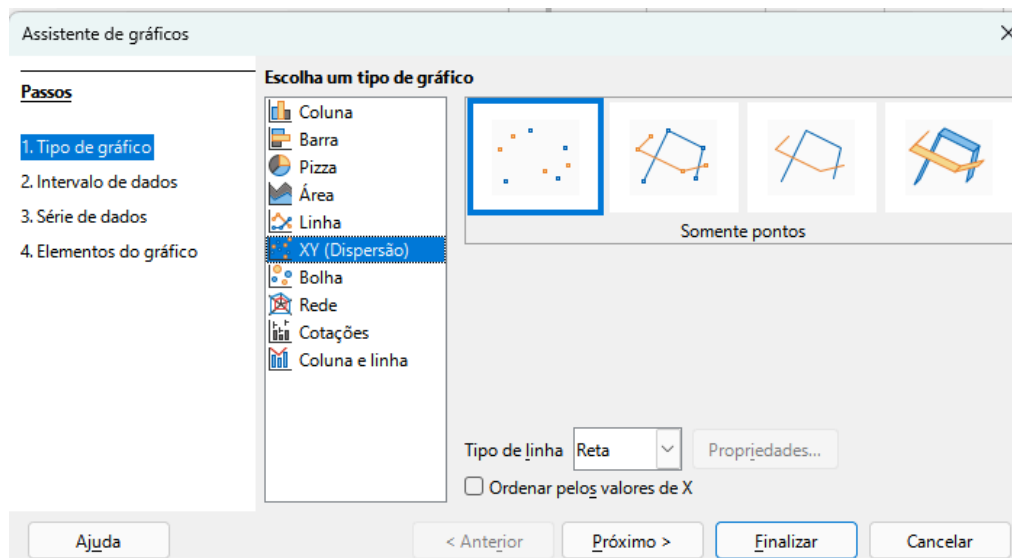 Assistente de gráficos
Passos
1. Tipo de gráfico
2. Intervalo de dados
3. Série de dados
4. Elementos do gráfico
Escolha um tipo de gráfico
Coluna
Barra
Pizza
Área
Linha
XY (Dispersão)
Bolha
Rede
Cotações
Coluna e linha
Somente pontos
Tipo de linha Reta Propriedades...
Ordenar pelos valores de X
Ajuda < Anterior Próximo > Finalizar Cancelar